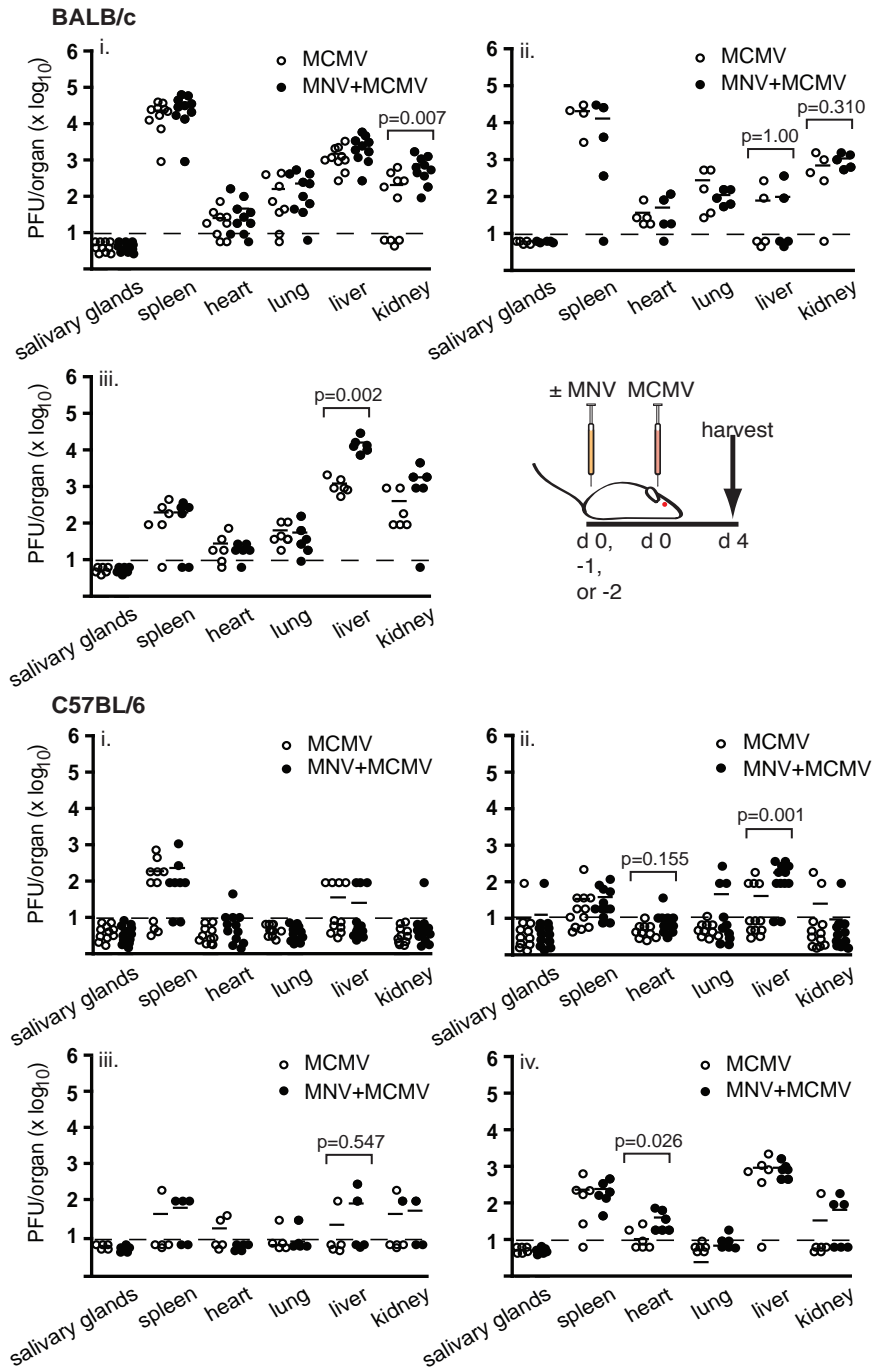 BALB/c
i.
MCMV
MNV+MCMV
p=0.007
PFU/organ (x log10)
6
5
4
3
2
1
salivary glands
spleen
heart
lung
liver
kidney
ii.
MCMV
MNV+MCMV
p=0.310
p=1.00
6
5
4
3
2
1
salivary glands
spleen
heart
lung
liver
kidney
iii.
p=0.002
PFU/organ (x log10)
6
5
4
3
2
1
salivary glands
spleen
heart
lung
liver
kidney
± MNV MCMV
harvest
d 0, d 0 d 4
-1,
or -2
C57BL/6
i.
MCMV
MNV+MCMV
PFU/organ (x log10)
6
5
4
3
2
1
salivary glands
spleen
heart
lung
liver
kidney
ii.
MCMV
MNV+MCMV
p=0.001
p=0.155
6
5
4
3
2
1
salivary glands
spleen
heart
lung
liver
kidney
iii.
MCMV
MNV+MCMV
p=0.547
PFU/organ (x log10)
6
5
4
3
2
1
salivary glands
spleen
heart
lung
liver
kidney
iv.
MCMV
MNV+MCMV
p=0.026
6
5
4
3
2
1
salivary glands
spleen
heart
lung
liver
kidney